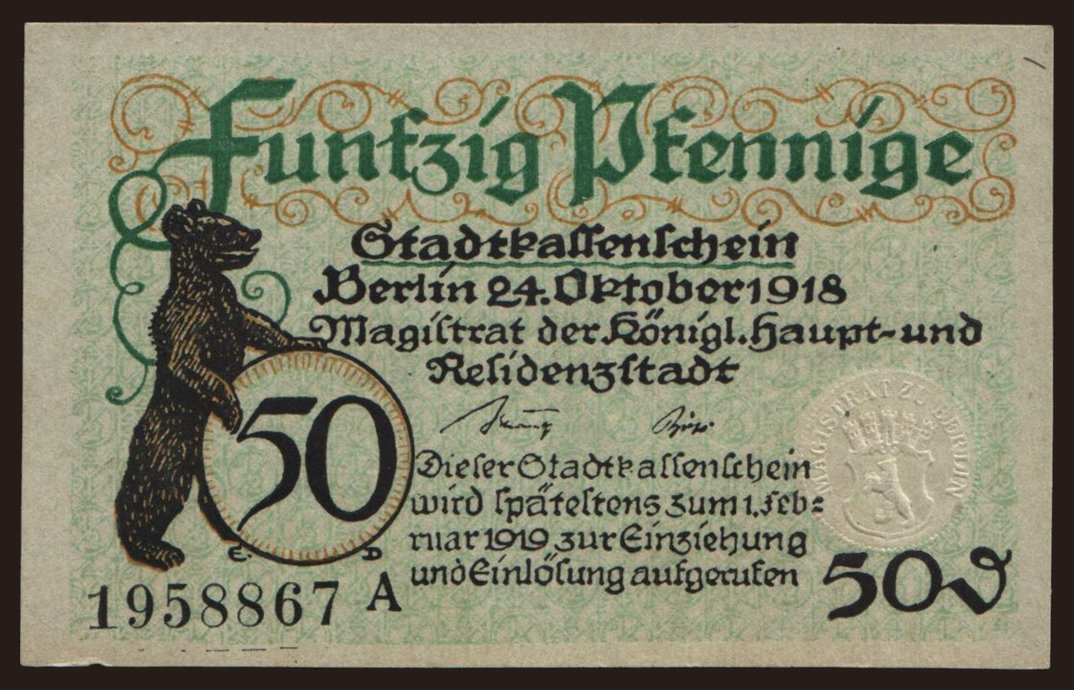 Funfzig Pfennige
Stadtkassenschein
Berlin 24. Oktober 1918
Magistrat der Königl. Haupt- und
Residenzstadt
Dieser Stadtkassenschein
wird spätestens zum 1. Feb-
ruar 1919 zur Einziehung
und Einlösung aufgerufen
50
E. D
1958867 A
50 ₰
MAGISTRAT ZU BERLIN